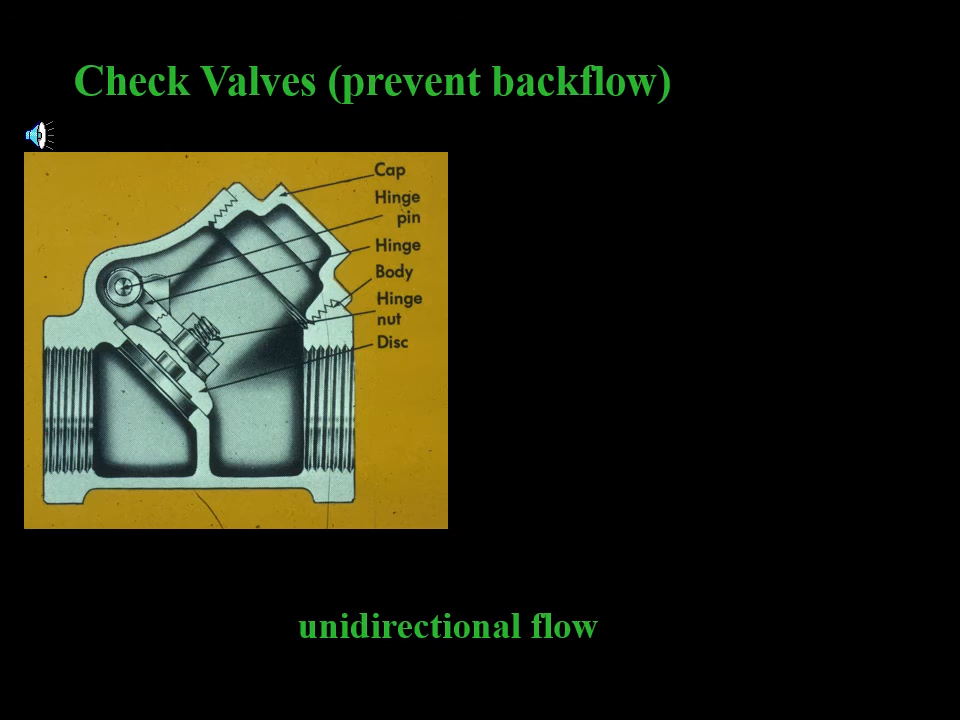 Check Valves (prevent backflow)
Cap
Hinge
pin
Hinge
Body
Hinge
nut
Disc
unidirectional flow